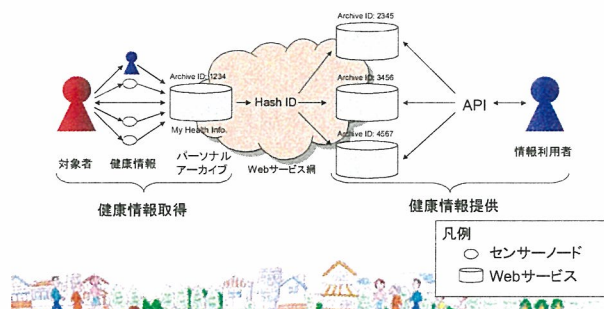 Archive ID: 2345
Archive ID: 1234
Archive ID: 3456
Hash ID
API
My Health Info.
Archive ID: 4567
対象者
健康情報
パーソナル
アーカイブ
Webサービス網
情報利用者
健康情報取得
健康情報提供
凡例
センサーノード
Webサービス